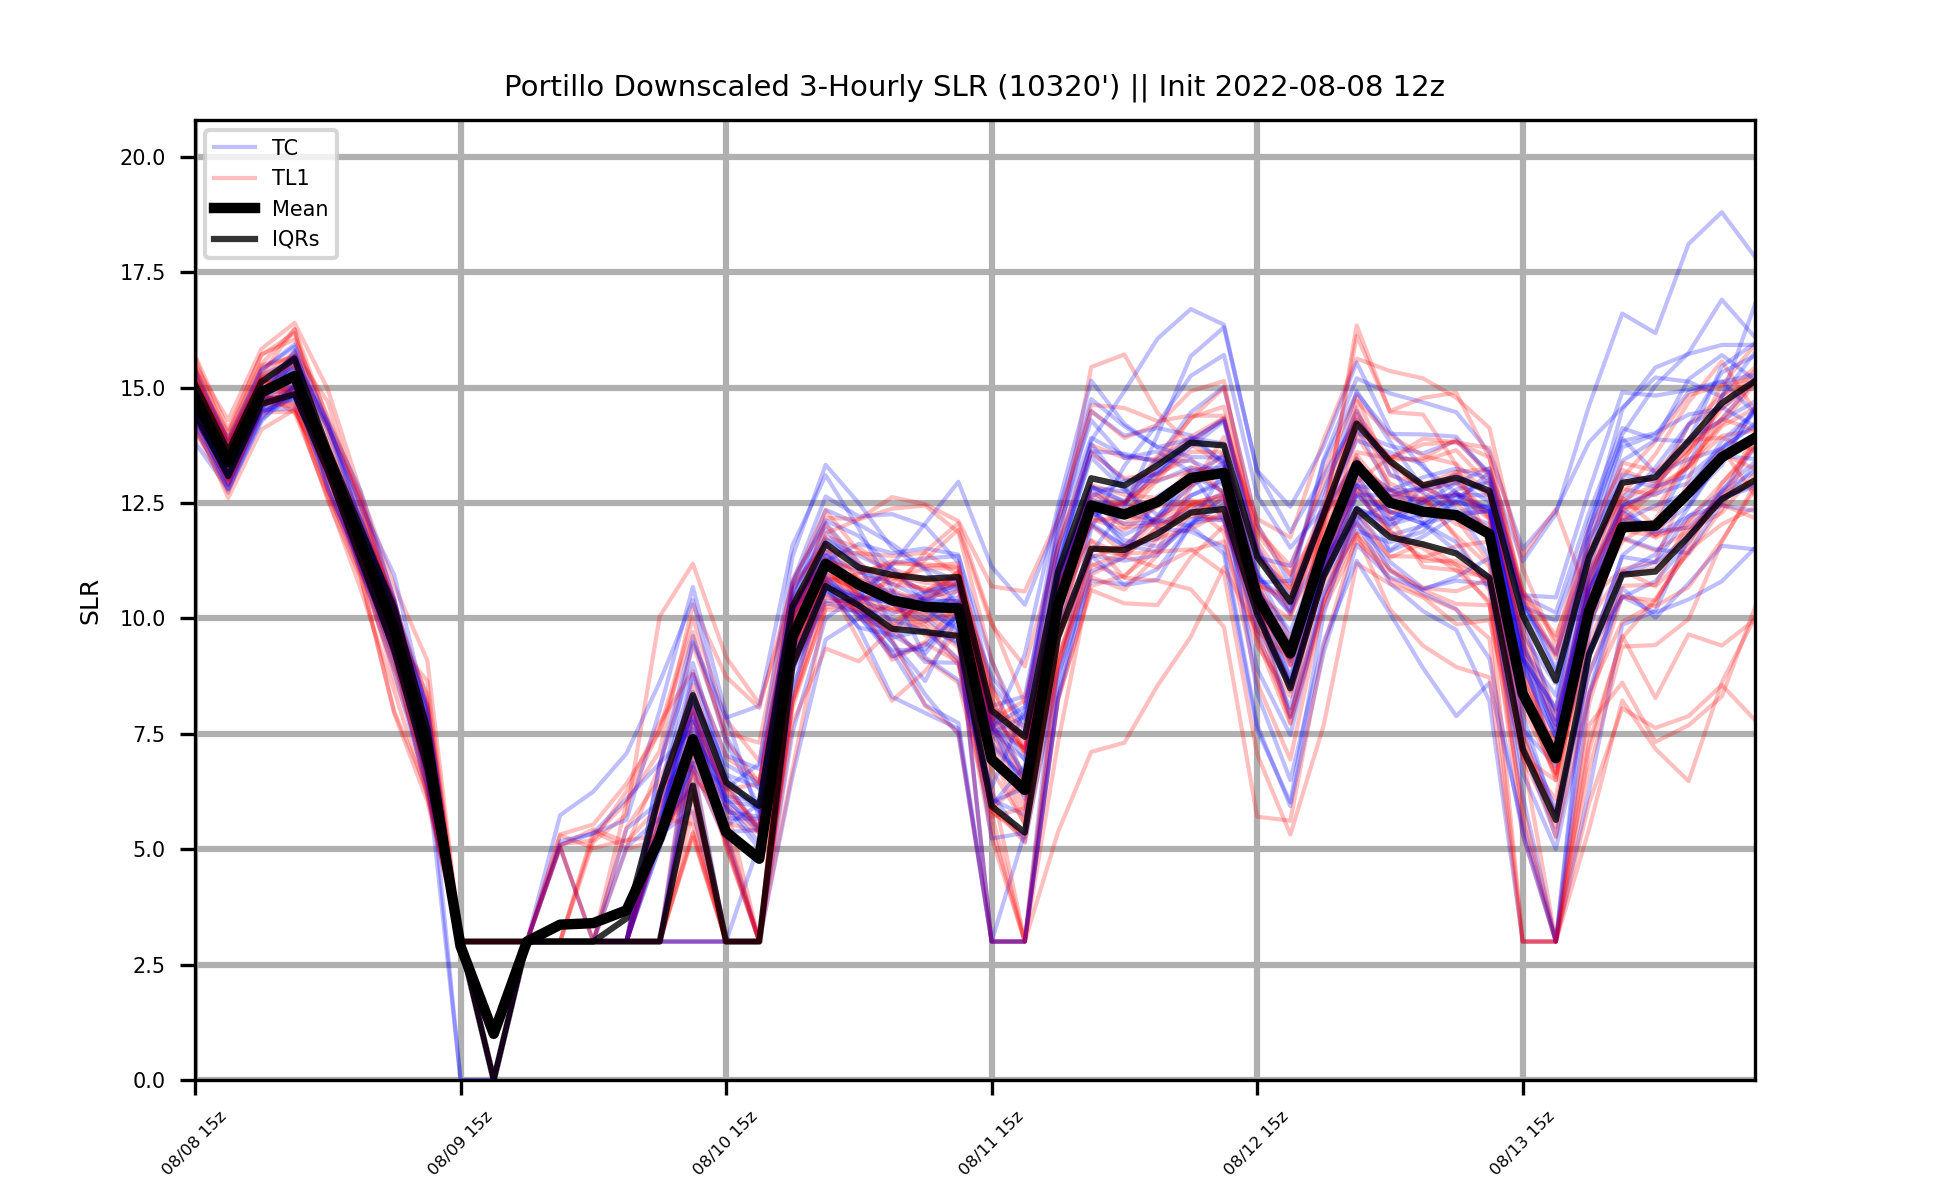 Portillo Downscaled 3-Hourly SLR (10320') || Init 2022-08-08 12z
TC
TL1
Mean
IQRs
SLR
20.0
17.5
15.0
12.5
10.0
7.5
5.0
2.5
0.0
08/08 15z
08/09 15z
08/10 15z
08/11 15z
08/12 15z
08/13 15z